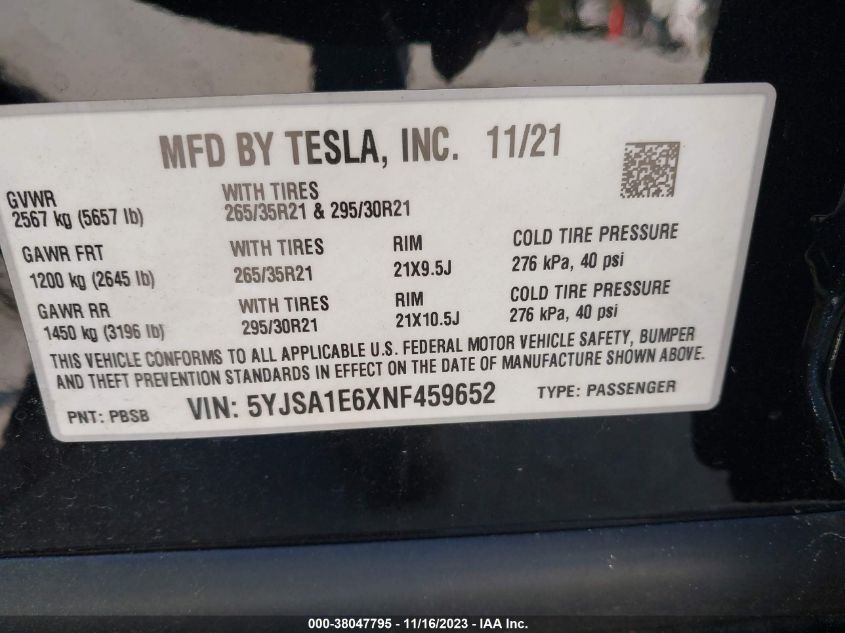 MFD BY TESLA, INC. 11/21
GVWR
2567 kg (5657 lb)
WITH TIRES
265/35R21 & 295/30R21
GAWR FRT
1200 kg (2645 lb)
WITH TIRES
265/35R21
RIM
21X9.5J
COLD TIRE PRESSURE
276 kPa, 40 psi
GAWR RR
1450 kg (3196 lb)
WITH TIRES
295/30R21
RIM
21X10.5J
COLD TIRE PRESSURE
276 kPa, 40 psi
THIS VEHICLE CONFORMS TO ALL APPLICABLE U.S. FEDERAL MOTOR VEHICLE SAFETY, BUMPER
AND THEFT PREVENTION STANDARDS IN EFFECT ON THE DATE OF MANUFACTURE SHOWN ABOVE.
PNT: PBSB VIN: 5YJSA1E6XNF459652 TYPE: PASSENGER
000-38047795 - 11/16/2023 - IAA Inc.